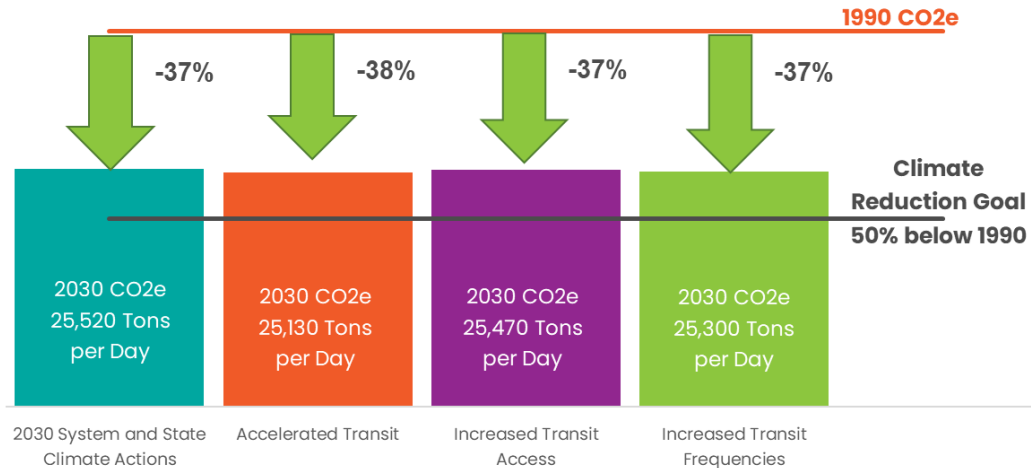 1990 CO2e
-37%
-38%
-37%
-37%
Climate
Reduction Goal
50% below 1990
2030 CO2e
25,520 Tons
per Day
2030 CO2e
25,130 Tons
per Day
2030 CO2e
25,470 Tons
per Day
2030 CO2e
25,300 Tons
per Day
2030 System and State
Climate Actions
Accelerated Transit
Increased Transit
Access
Increased Transit
Frequencies